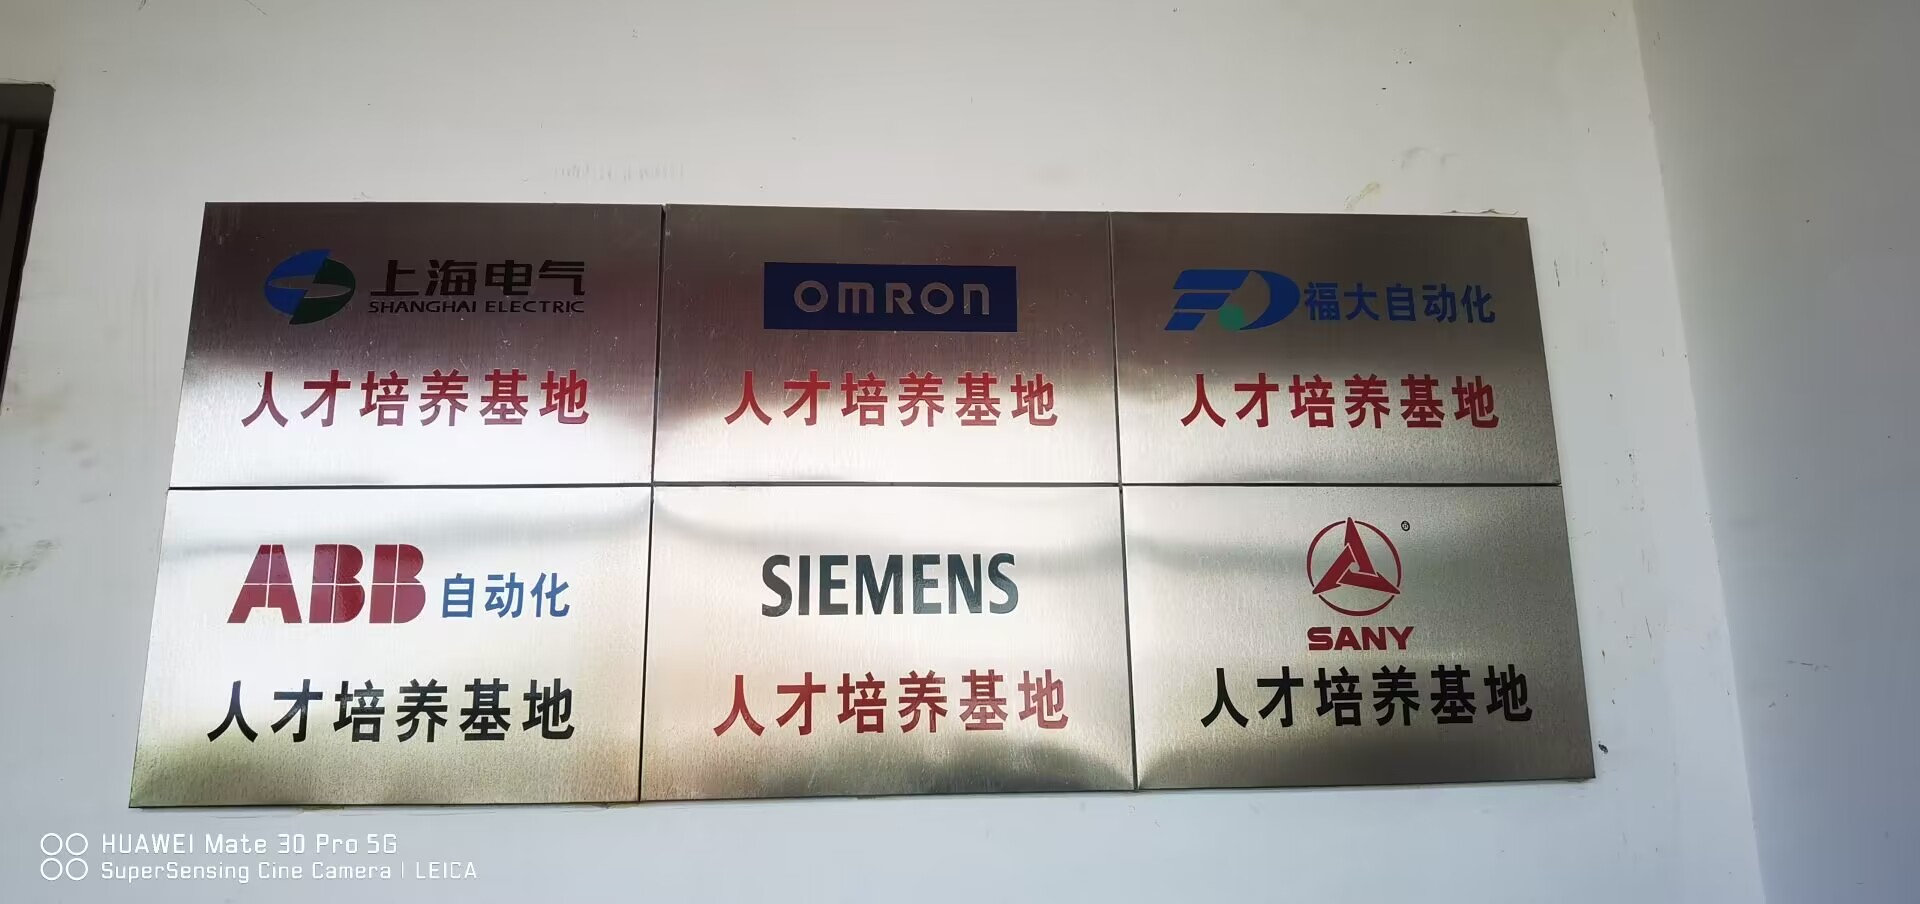 上海电气
SHANGHAI ELECTRIC
人才培养基地
OMRON
人才培养基地
福大自动化
人才培养基地
ABB自动化
人才培养基地
SIEMENS
人才培养基地
®
SANY
人才培养基地
HUAWEI Mate 30 Pro 5G
SuperSensing Cine Camera | LEICA